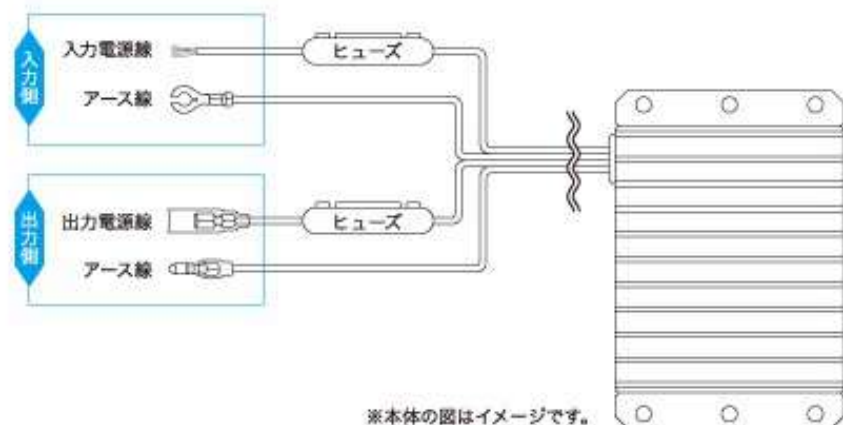 入力側
入力電源線
ヒューズ
アース線
出力側
出力電源線
ヒューズ
アース線
※本体の図はイメージです。